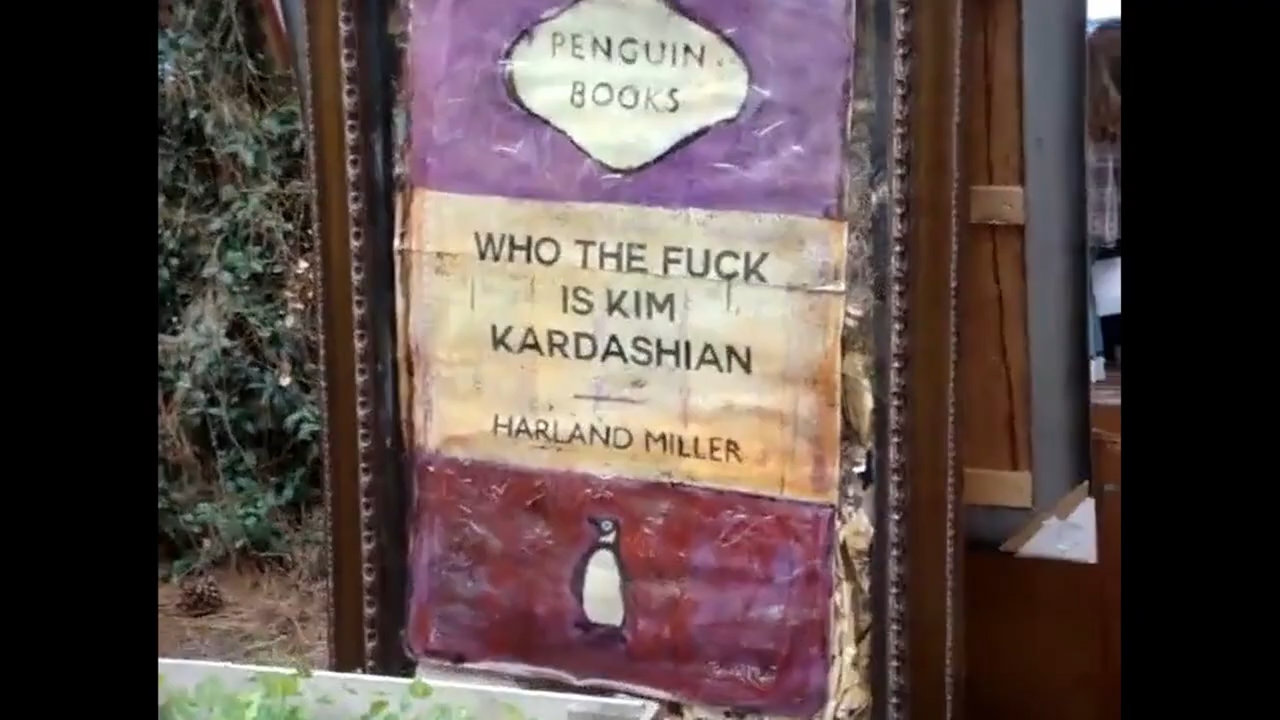 PENGUIN
BOOKS
WHO THE FUCK
IS KIM
KARDASHIAN
HARLAND MILLER